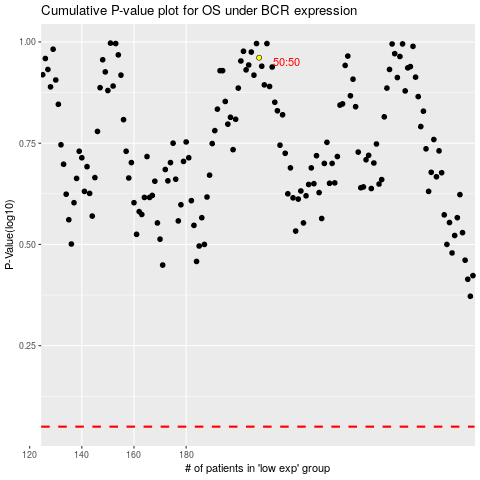 Cumulative P-value plot for OS under BCR expression
1.00
50:50
0.75
P-Value(log10)
0.50
0.25
120 140 160 180
# of patients in 'low exp' group